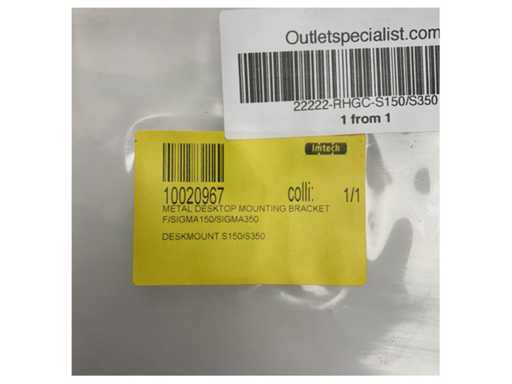 Outletspecialist.com
22222-RHGC-S150/S350
1 from 1
Imtech
10020967 colli: 1/1
METAL DESKTOP MOUNTING BRACKET
F/SIGMA150/SIGMA350
DESKMOUNT S150/S350